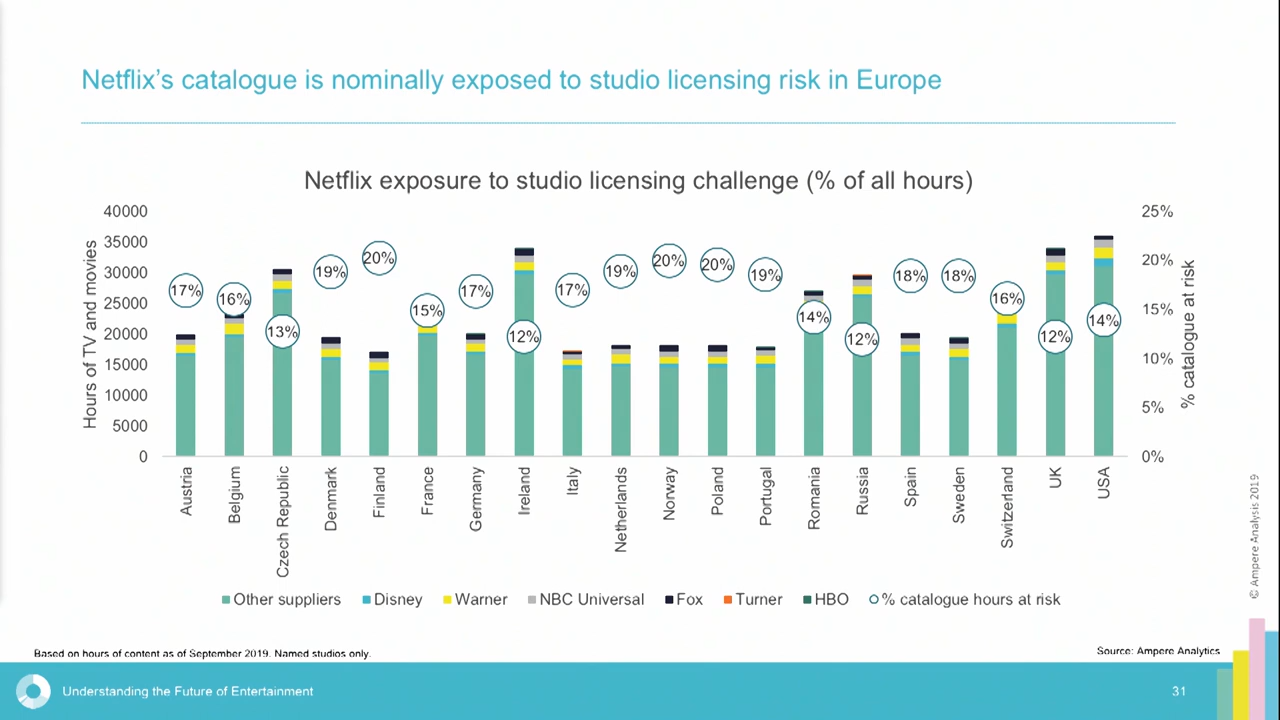 Netflix's catalogue is nominally exposed to studio licensing risk in Europe
Netflix exposure to studio licensing challenge (% of all hours)
Hours of TV and movies
40000
35000
30000
25000
20000
15000
10000
5000
0
25%
20%
15%
10%
5%
0%
% catalogue at risk
17%
16%
13%
19%
20%
15%
17%
12%
17%
19%
20%
20%
19%
14%
12%
18%
18%
16%
12%
14%
Austria
Belgium
Czech Republic
Denmark
Finland
France
Germany
Ireland
Italy
Netherlands
Norway
Poland
Portugal
Romania
Russia
Spain
Sweden
Switzerland
UK
USA
Other suppliers Disney Warner NBC Universal Fox Turner HBO % catalogue hours at risk
© Ampere Analysis 2019
Based on hours of content as of September 2019. Named studios only.
Source: Ampere Analytics
Understanding the Future of Entertainment
31